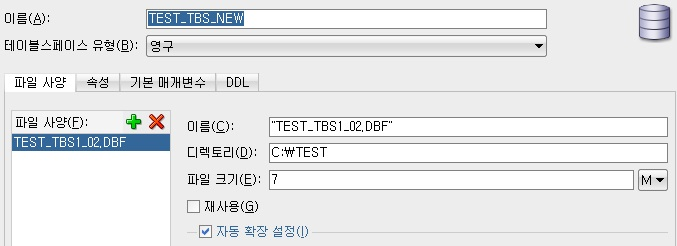 이름(A): TEST_TBS_NEW
테이블스페이스 유형(B): 영구
파일 사양 속성 기본 매개변수 DDL
파일 사양(F):
TEST_TBS1_02.DBF
이름(C): "TEST_TBS1_02.DBF"
디렉토리(D): C:\TEST
파일 크기(E): 7 M
재사용(G)
자동 확장 설정(I)